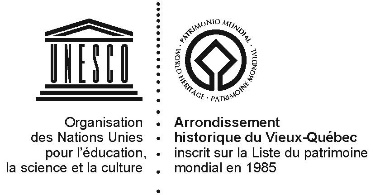 UNESCO
PATRIMONIO MUNDIAL • WORLD HERITAGE • PATRIMOINE MONDIAL •
Organisation
des Nations Unies
pour l'éducation,
la science et la culture
Arrondissement
historique du Vieux-Québec
inscrit sur la Liste du patrimoine
mondial en 1985